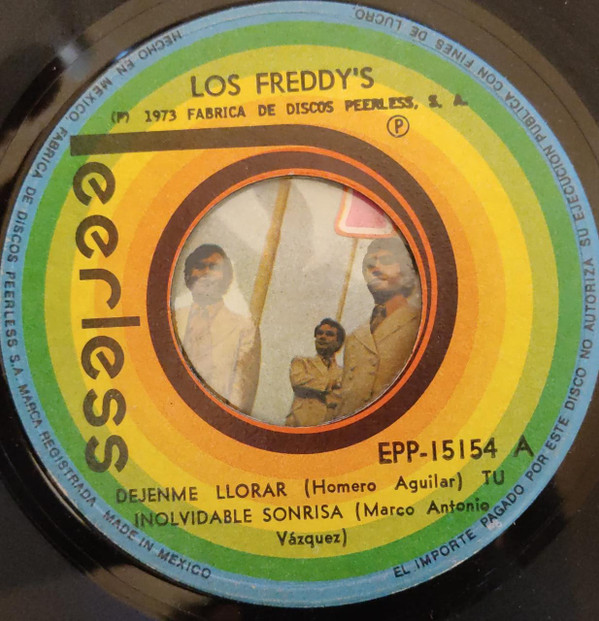 LOS FREDDY'S
(P) 1973 FABRICA DE DISCOS PEERLESS, S. A.
P
Peerless
EPP-15154 A
DEJENME LLORAR (Homero Aguilar) TU
INOLVIDABLE SONRISA (Marco Antonio
Vázquez)
HECHO EN MEXICO. FABRICA DE DISCOS PEERLESS S.A. MARCA REGISTRADA MADE IN MEXICO
EL IMPORTE PAGADO POR ESTE DISCO NO AUTORIZA SU EJECUCION PUBLICA CON FINES DE LUCRO.